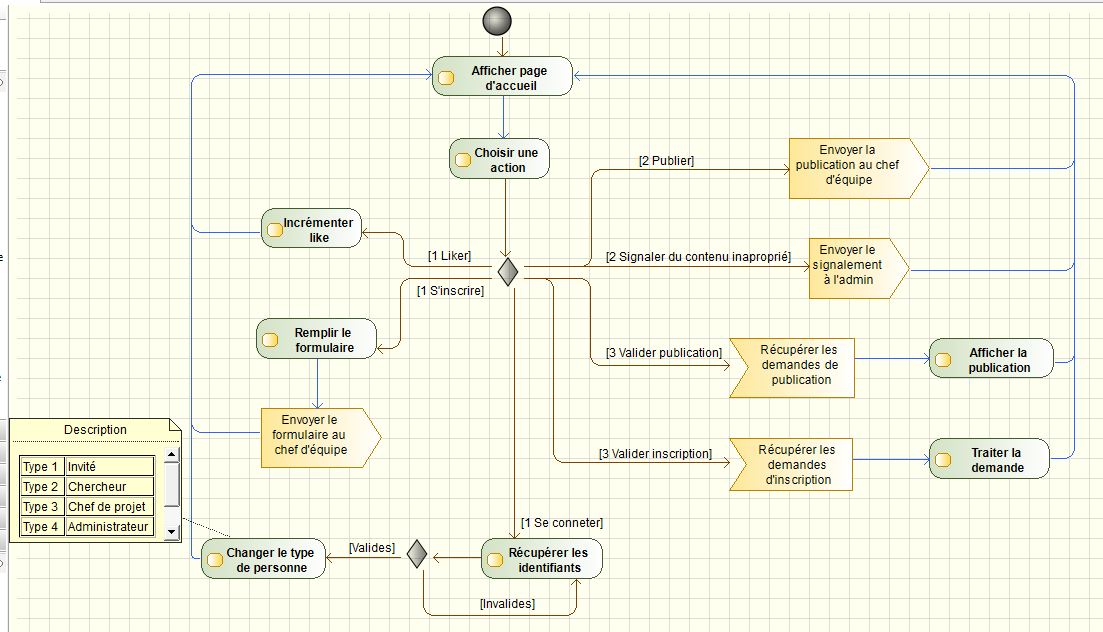 Afficher page
d'accueil
Choisir une
action
[2 Publier]
Envoyer la
publication au chef
d'équipe
Incrémenter
like
[1 Liker]
[2 Signaler du contenu inaproprié]
Envoyer le
signalement
à l'admin
[1 S'inscrire]
Remplir le
formulaire
[3 Valider publication]
Récupérer les
demandes de
publication
Afficher la
publication
Envoyer le
formulaire au
chef d'équipe
[3 Valider inscription]
Récupérer les
demandes
d'inscription
Traiter la
demande
Description
Type 1 Invité
Type 2 Chercheur
Type 3 Chef de projet
Type 4 Administrateur
[1 Se conneter]
Changer le type
de personne
[Valides]
Récupérer les
identifiants
[Invalides]